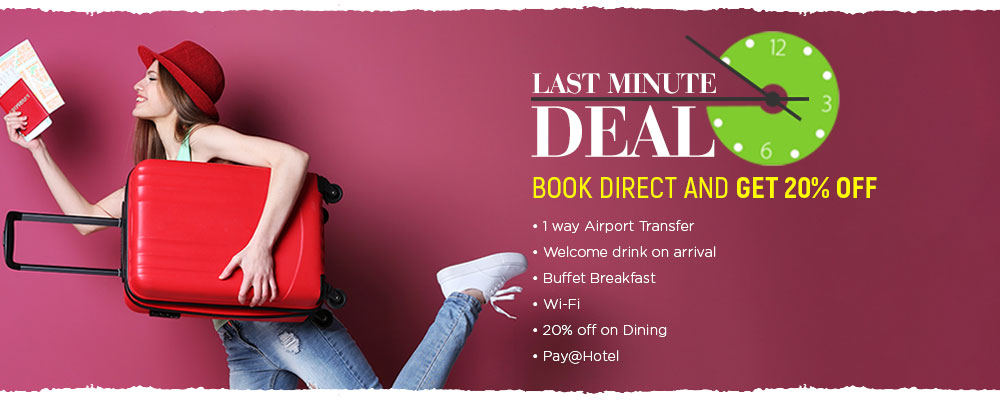 12
3
6
LAST MINUTE
DEAL
BOOK DIRECT AND GET 20% OFF
• 1 way Airport Transfer
• Welcome drink on arrival
• Buffet Breakfast
• Wi-Fi
• 20% off on Dining
• Pay@Hotel